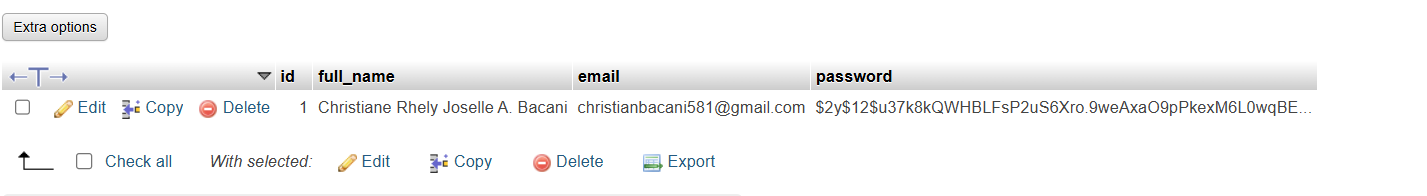 Extra options
id full_name email password
Edit Copy Delete 1 Christiane Rhely Joselle A. Bacani christianbacani581@gmail.com $2y$12$u37k8kQWHBLFsP2uS6Xro.9weAxaO9pPkexM6L0wqBE...
Check all With selected: Edit Copy Delete Export